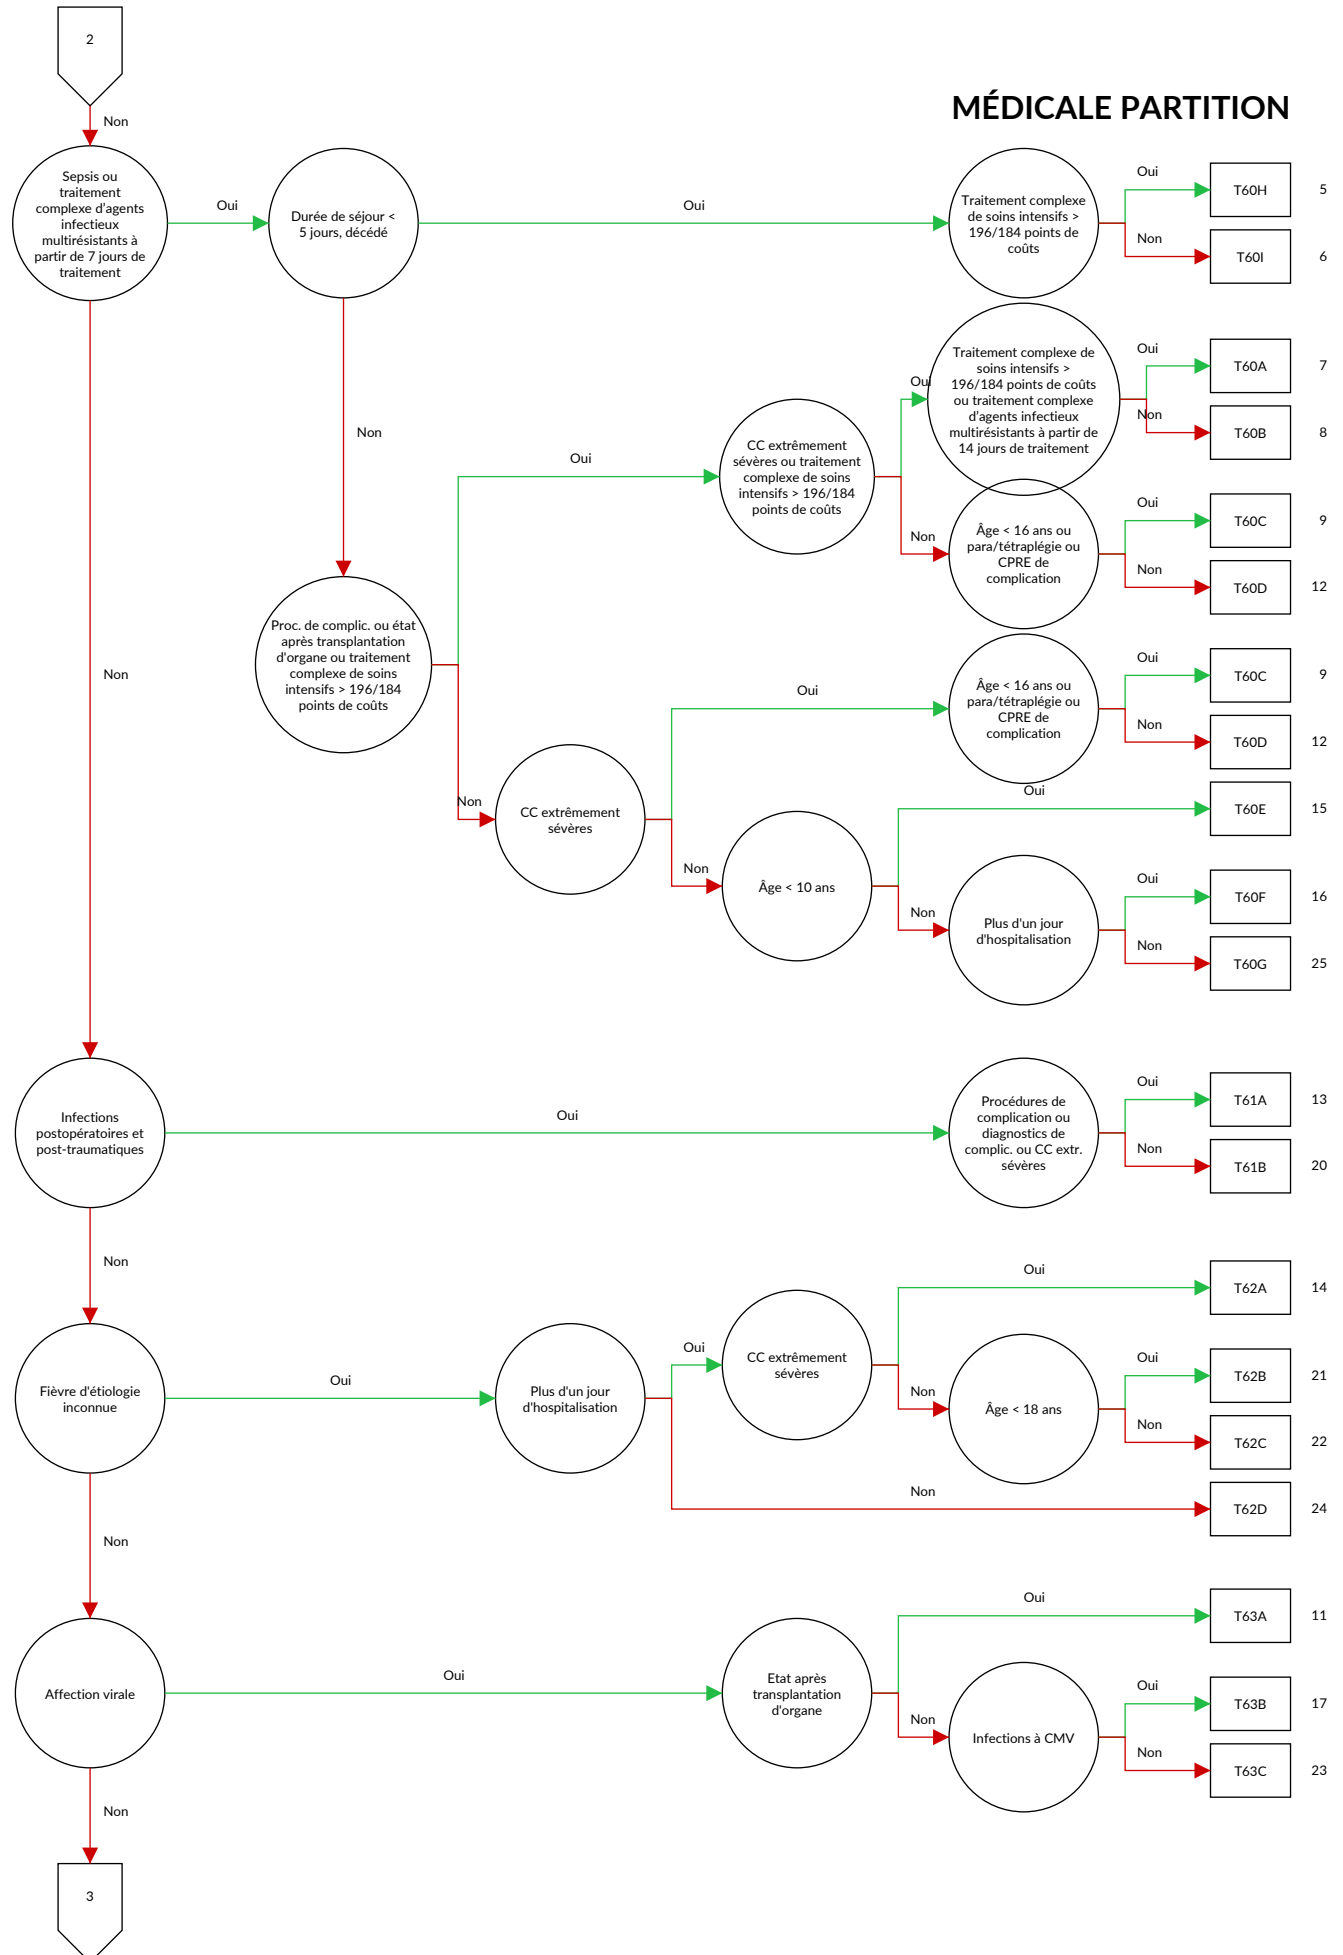 2
MÉDICALE PARTITION
Non
Sepsis ou
traitement
complexe d'agents
infectieux
multirésistants à
partir de 7 jours de
traitement
Oui
Durée de séjour <
5 jours, décédé
Oui
Traitement complexe
de soins intensifs >
196/184 points de
coûts
Oui
T60H
5
Non
T60I
6
Non
Proc. de complic. ou état
après transplantation
d'organe ou traitement
complexe de soins
intensifs > 196/184
points de coûts
Oui
CC extrêmement
sévères ou traitement
complexe de soins
intensifs > 196/184
points de coûts
Oui
Traitement complexe de
soins intensifs >
196/184 points de coûts
ou traitement complexe
d'agents infectieux
multirésistants à partir de
14 jours de traitement
Oui
T60A
7
Non
T60B
8
Non
Âge < 16 ans ou
para/tétraplégie ou
CPRE de
complication
Oui
T60C
9
Non
T60D
12
Non
CC extrêmement
sévères
Oui
Âge < 16 ans ou
para/tétraplégie ou
CPRE de
complication
Oui
T60C
9
Non
T60D
12
Non
Âge < 10 ans
Oui
T60E
15
Non
Plus d'un jour
d'hospitalisation
Oui
T60F
16
Non
T60G
25
Non
Infections
postopératoires et
post-traumatiques
Oui
Procédures de
complication ou
diagnostics de
complic. ou CC extr.
sévères
Oui
T61A
13
Non
T61B
20
Non
Fièvre d'étiologie
inconnue
Oui
Plus d'un jour
d'hospitalisation
Oui
CC extrêmement
sévères
Oui
T62A
14
Non
Âge < 18 ans
Oui
T62B
21
Non
T62C
22
Non
T62D
24
Non
Affection virale
Oui
Etat après
transplantation
d'organe
Oui
T63A
11
Non
Infections à CMV
Oui
T63B
17
Non
T63C
23
Non
3